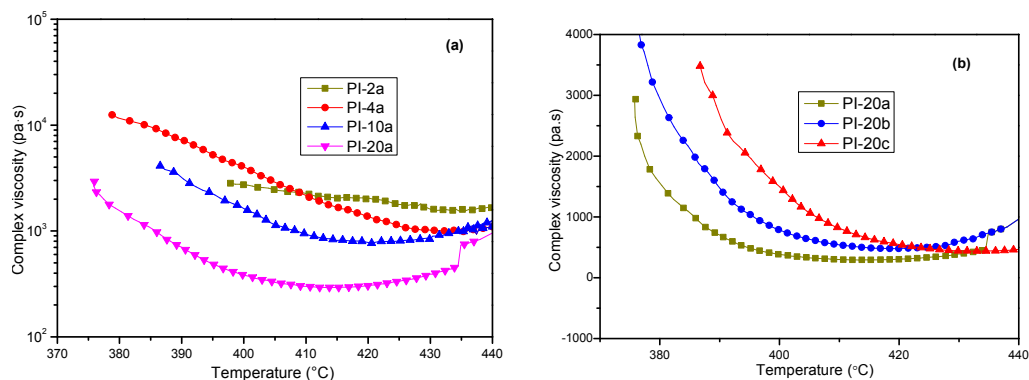 (a)
PI-2a
PI-4a
PI-10a
PI-20a
10^5
10^4
10^3
10^2
Complex viscosity (pa·s)
370 380 390 400 410 420 430 440
Temperature (°C)
(b)
PI-20a
PI-20b
PI-20c
4000
3000
2000
1000
0
-1000
Complex viscosity (pa.s)
380 400 420 440
Temperature (°C)